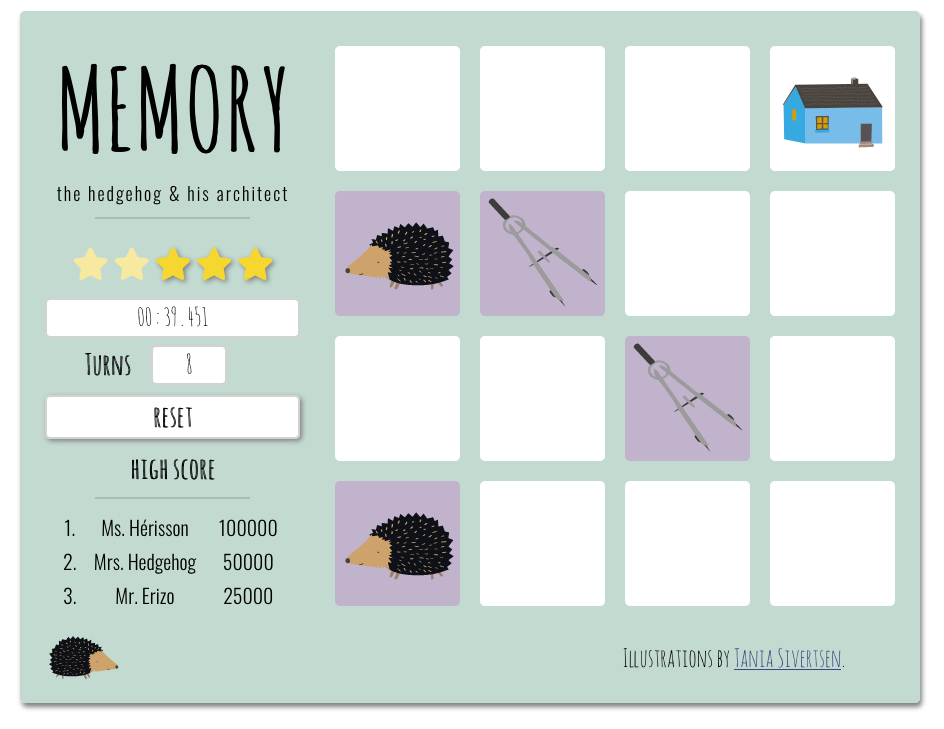 MEMORY
the hedgehog & his architect
00:39.451
Turns 8
RESET
HIGH SCORE
1. Ms. Hérisson 100000
2. Mrs. Hedgehog 50000
3. Mr. Erizo 25000
Illustrations by Tania Sivertsen.